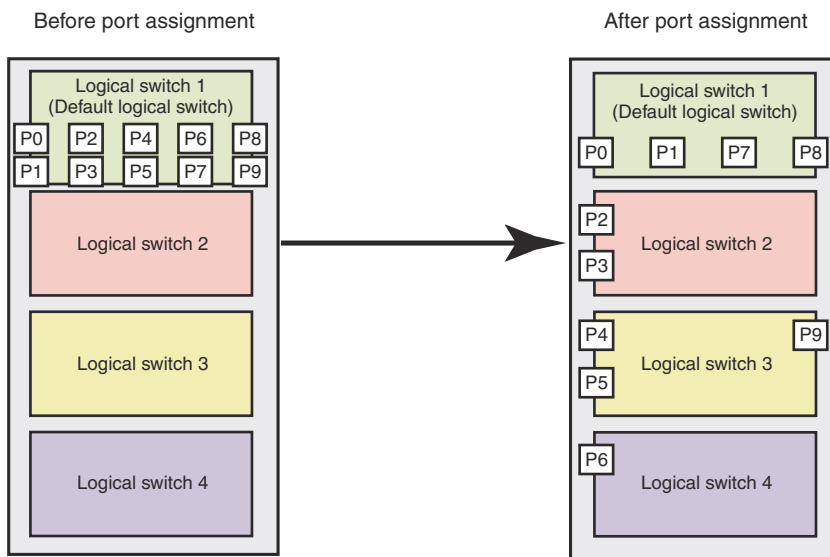 Before port assignment
Logical switch 1
(Default logical switch)
P0 P2 P4 P6 P8
P1 P3 P5 P7 P9
Logical switch 2
Logical switch 3
Logical switch 4
After port assignment
Logical switch 1
(Default logical switch)
P0 P1 P7 P8
P2
Logical switch 2
P3
P4 P9
Logical switch 3
P5
P6
Logical switch 4